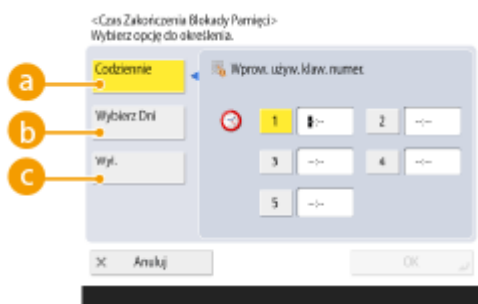 <Czas Zakończenia Blokady Pamięci>
Wybierz opcję do określenia.
a
Codziennie
Wprow. używ. klaw. numer.
b
Wybierz Dni
1 -:--
2 --:--
c
Wył.
3 --:--
4 --:--
5 --:--
× Anuluj
OK